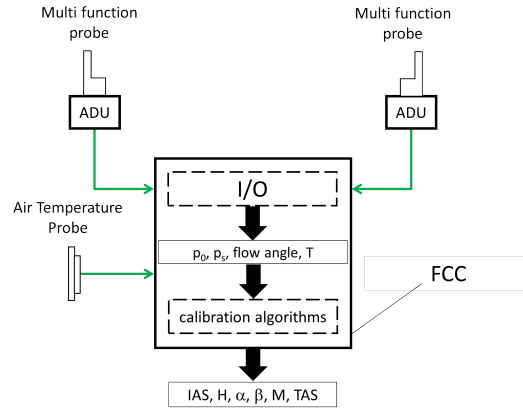 Multi function
probe
Multi function
probe
ADU
ADU
I/O
Air Temperature
Probe
p₀, pₛ, flow angle, T
FCC
calibration algorithms
IAS, H, α, β, M, TAS